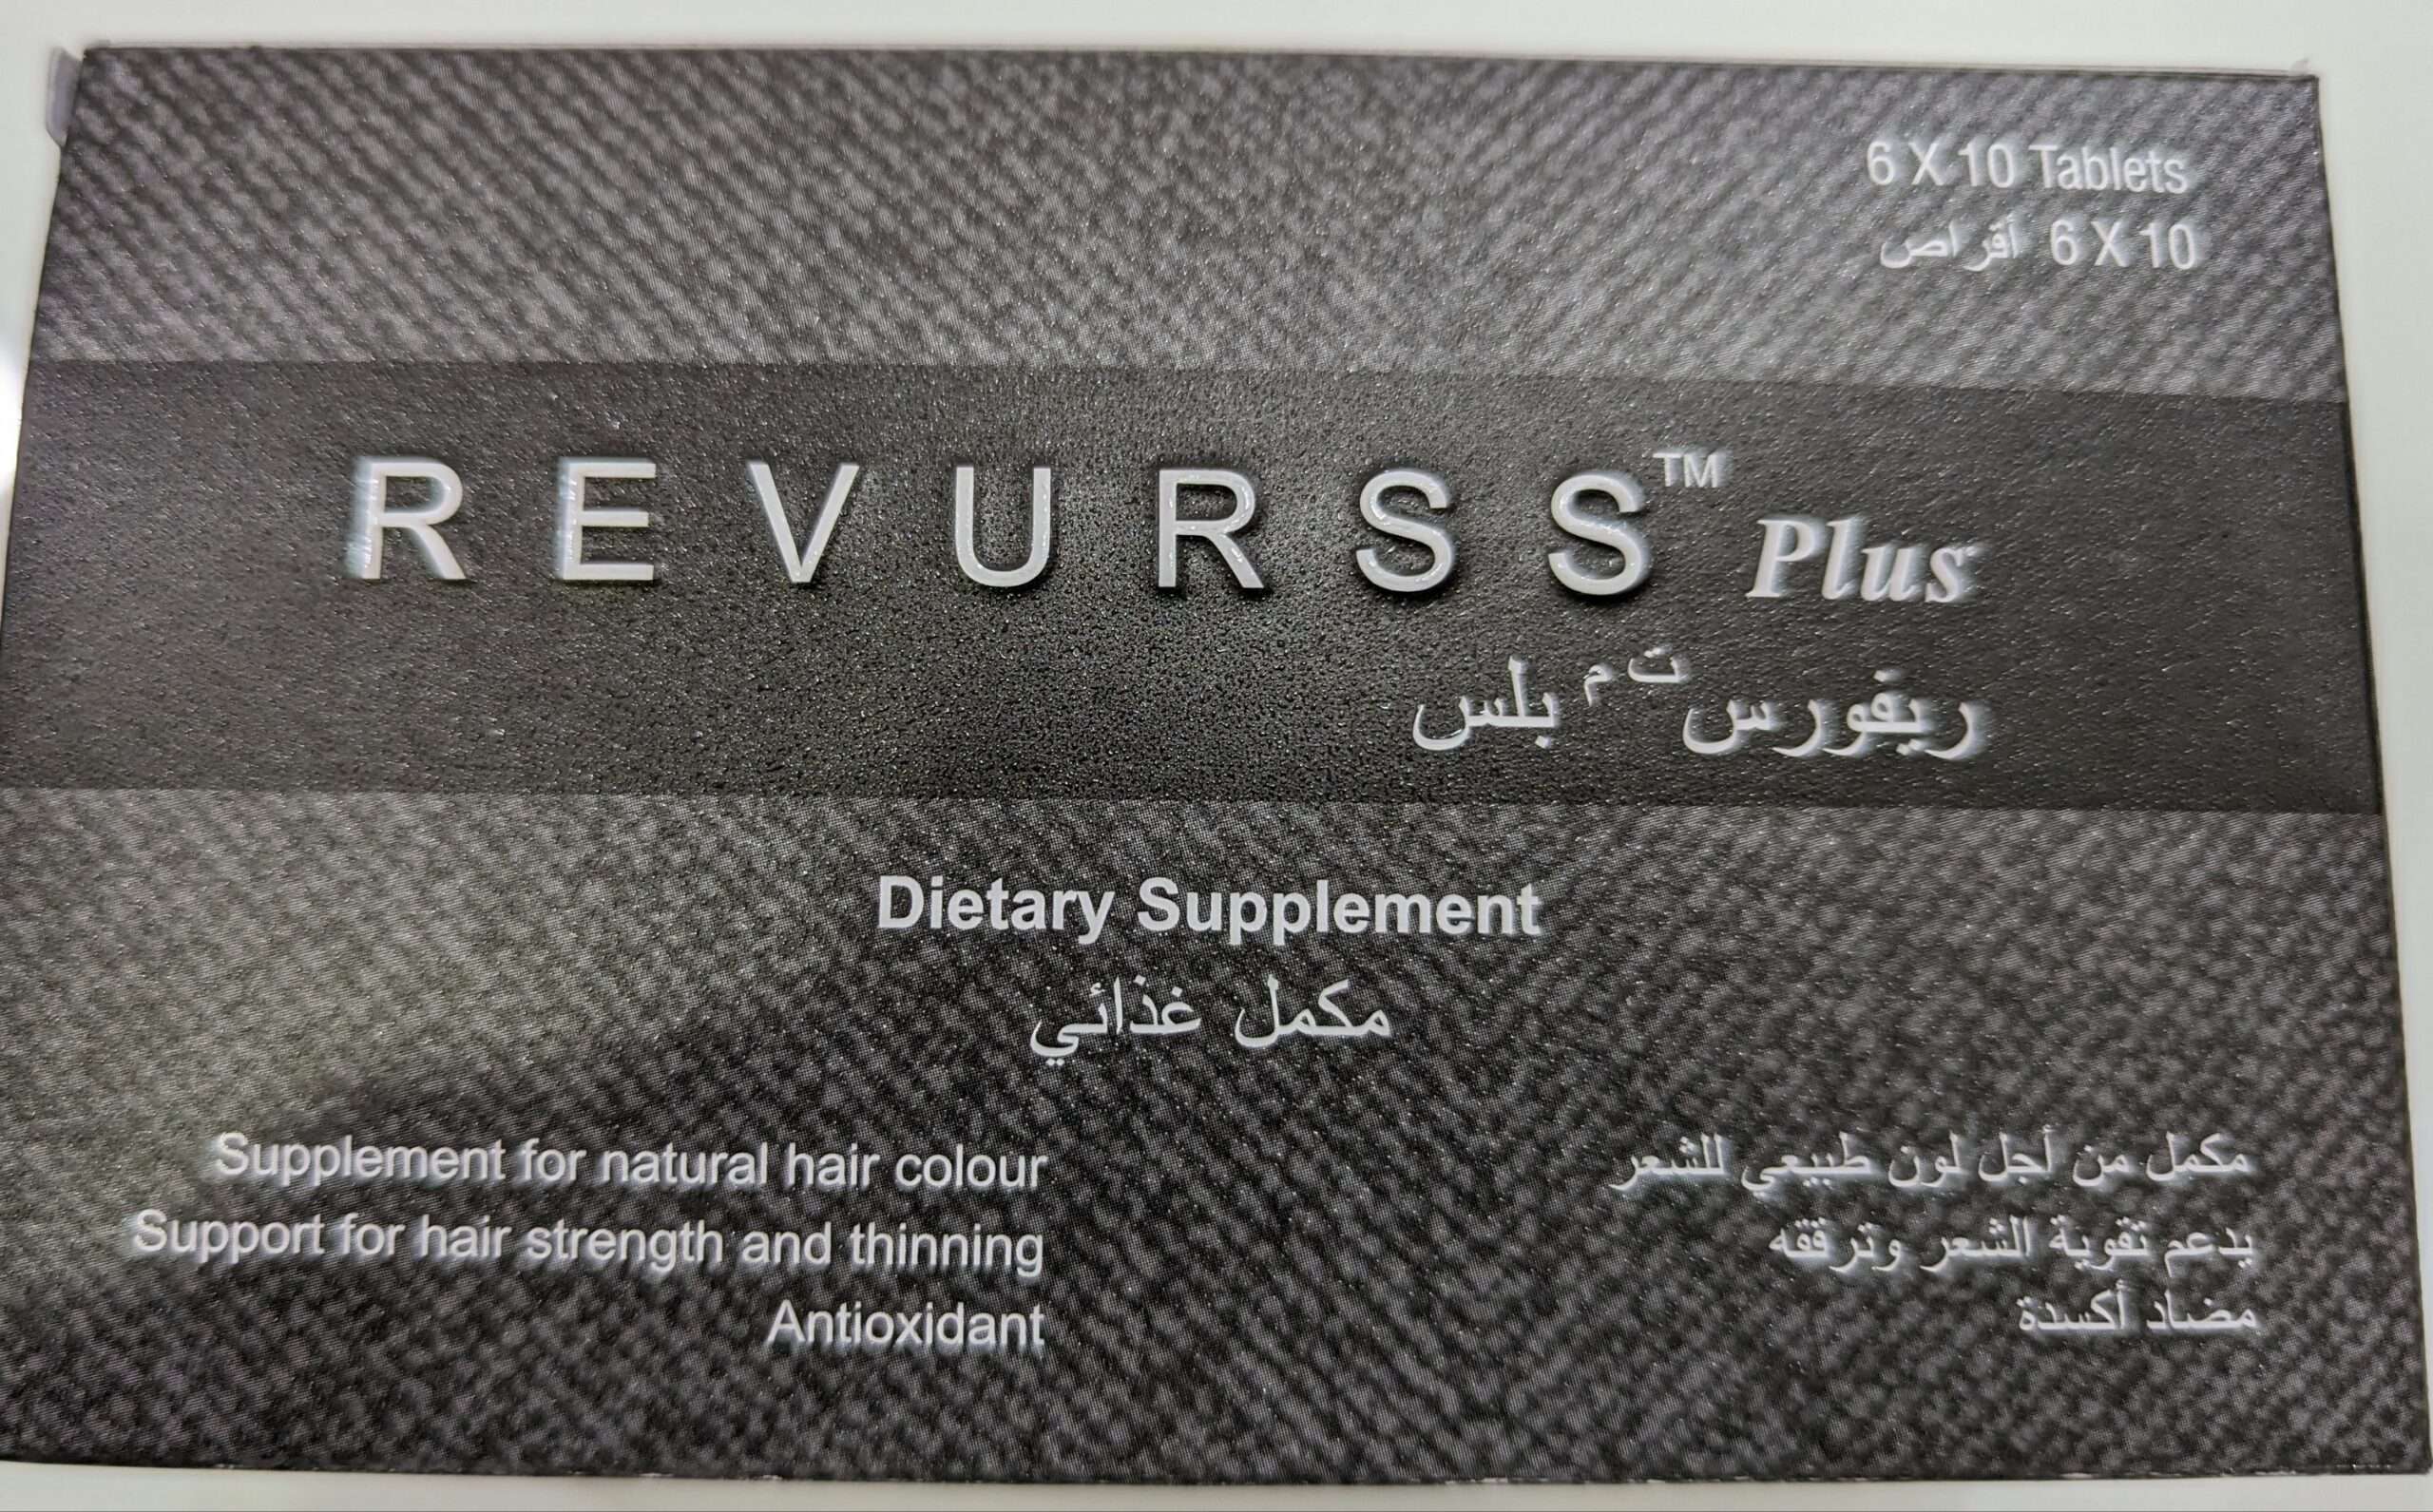 6 X 10 Tablets
6 X 10 أقراص
REVURSS™ Plus
ريفورس ت م بلس
Dietary Supplement
مكمل غذائي
Supplement for natural hair colour
Support for hair strength and thinning
Antioxidant
مكمل من أجل لون طبيعي للشعر
يدعم تقوية الشعر وترققه
مضاد أكسدة